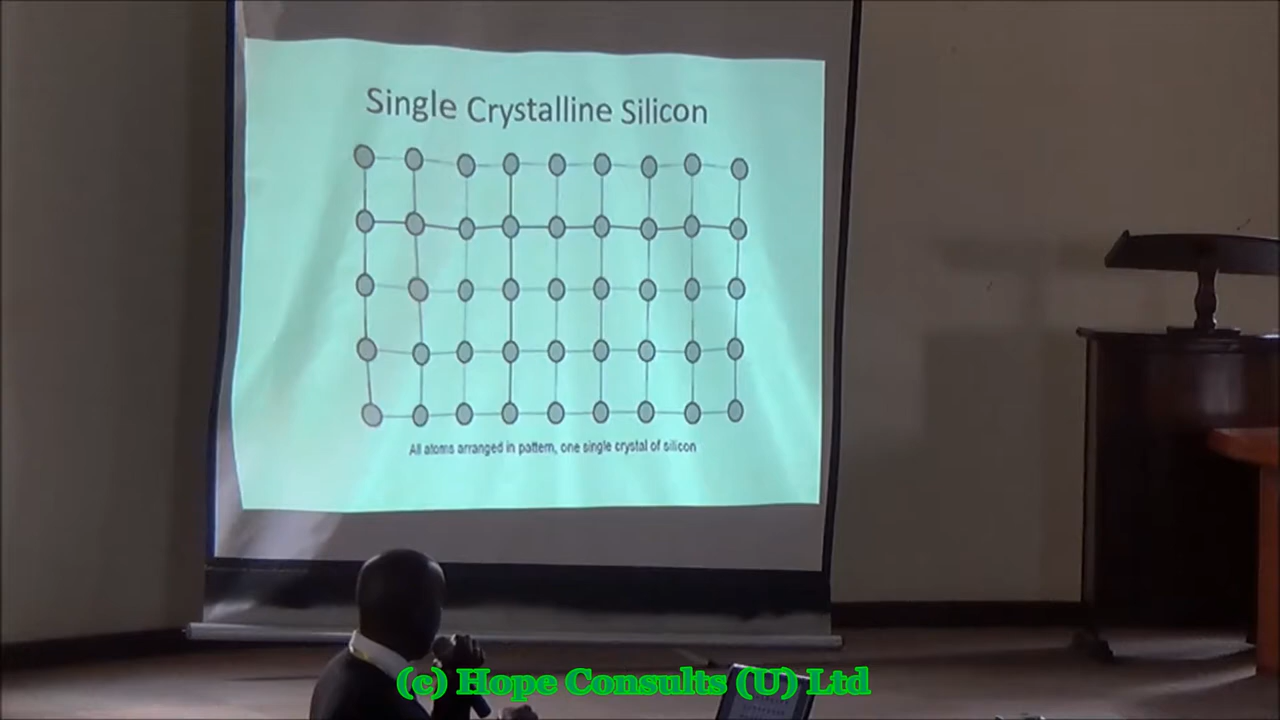 Single Crystalline Silicon
All atoms arranged in pattern, one single crystal of silicon
(c) Hope Consults (U) Ltd